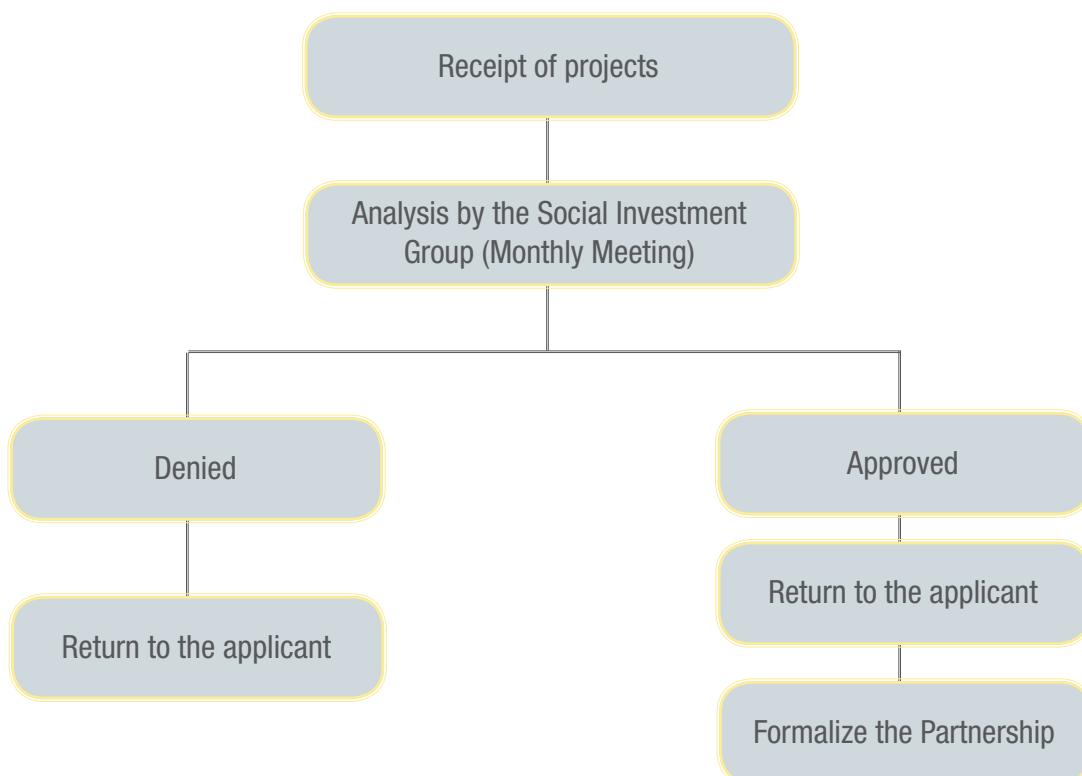 Receipt of projects
Analysis by the Social Investment
Group (Monthly Meeting)
Denied
Return to the applicant
Approved
Return to the applicant
Formalize the Partnership